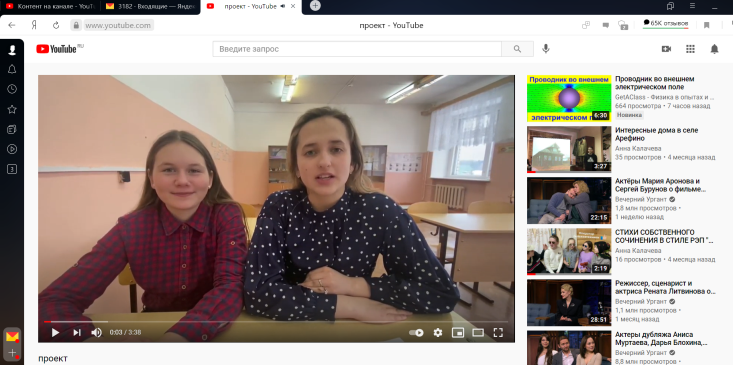 Контент на канале - YouT
3182 - Входящие — Яндек
проект - YouTube
www.youtube.com
проект - YouTube
65K отзывов
YouTube RU
Введите запрос
3
0:03 / 3:38
проект
Проводник во внешнем
электрическом поле
6:30
Проводник во внешнем
электрическом поле
GetAClass - Физика в опытах и ...
664 просмотра • 7 часов назад
Новинка
3:27
Интересные дома в селе
Арефино
Анна Калачева
35 просмотров • 4 месяца назад
22:15
Актёры Мария Аронова и
Сергей Бурунов о фильме...
Вечерний Ургант
1,8 млн просмотров •
1 неделю назад
2:19
СТИХИ СОБСТВЕННОГО
СОЧИНЕНИЯ В СТИЛЕ РЭП "...
Анна Калачева
16 просмотров • 4 месяца назад
28:51
Режиссер, сценарист и
актриса Рената Литвинова о...
Вечерний Ургант
1,1 млн просмотров •
1 месяц назад
Актеры дубляжа Аниса
Муртаева, Дарья Блохина,...
Вечерний Ургант
8,8 млн просмотров •